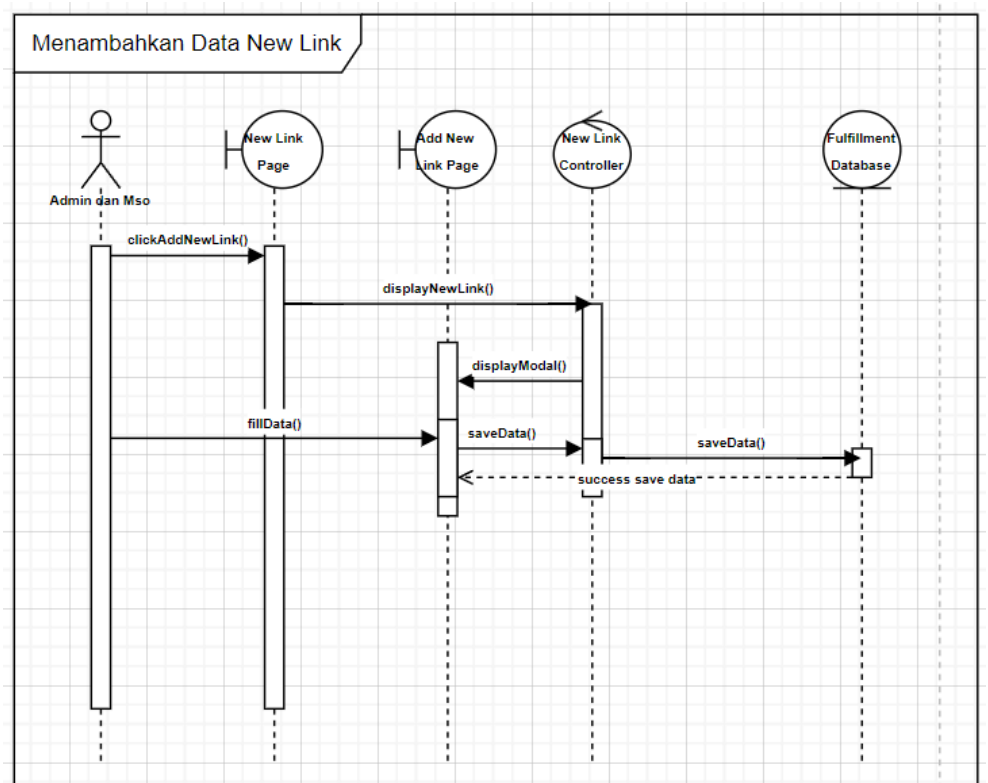 Menambahkan Data New Link
New Link
Page
Add New
Link Page
New Link
Controller
Fulfillment
Database
Admin dan Mso
clickAddNewLink()
displayNewLink()
displayModal()
fillData()
saveData()
saveData()
success save data